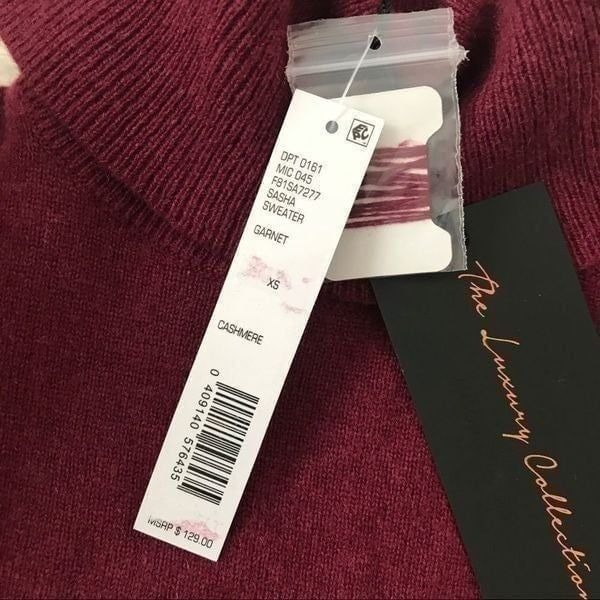 DPT 0161
MIC 045
F81SA7277
SASHA
SWEATER
GARNET
XS
CASHMERE
0 409140 576435
MSRP $ 129.00
The Luxury Collection